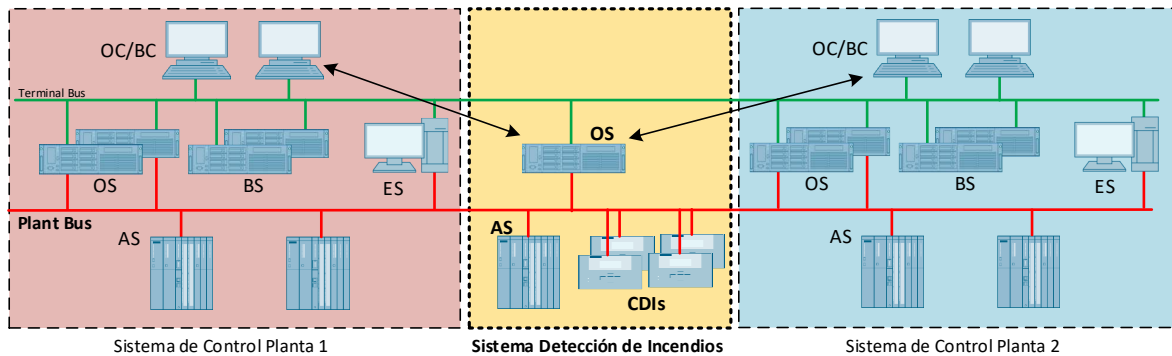 OC/BC
OC/BC
Terminal Bus
OS
OS
BS
ES
OS
BS
ES
Plant Bus
AS
AS
AS
CDIs
Sistema de Control Planta 1
Sistema Detección de Incendios
Sistema de Control Planta 2